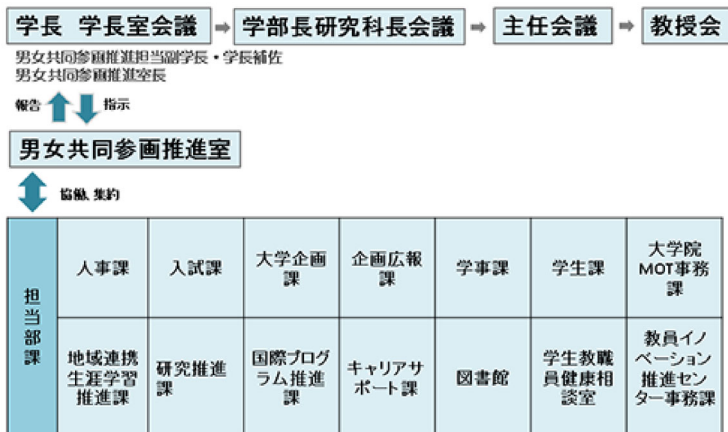 学長 学長室会議
学部長研究科長会議
主任会議
教授会
男女共同参画推進担当副学長・学長補佐
男女共同参画推進室長
報告
指示
男女共同参画推進室
協働、集約
担当部課
人事課
入試課
大学企画
課
企画広報
課
学事課
学生課
大学院
MOT事務
課
地域連携
生涯学習
推進課
研究推進
課
国際プログ
ラム推進
課
キャリアサ
ポート課
図書館
学生教職
員健康相
談室
教員イノ
ベーション
推進セン
ター事務課